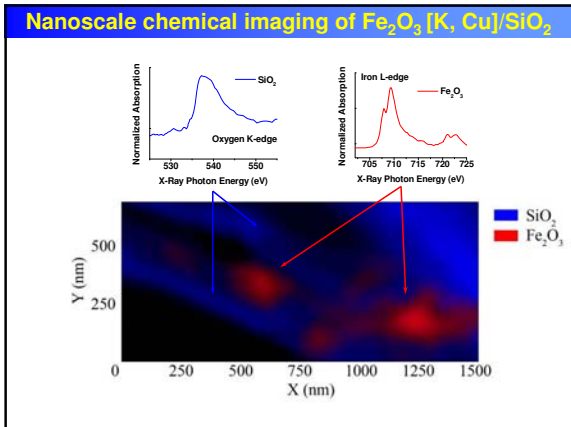 Nanoscale chemical imaging of Fe₂O₃ [K, Cu]/SiO₂
Normalized Absorption
SiO₂
Oxygen K-edge
530 540 550
X-Ray Photon Energy (eV)
Normalized Absorption
Iron L-edge
Fe₂O₃
705 710 715 720 725
X-Ray Photon Energy (eV)
SiO₂
Fe₂O₃
Y (nm)
500
250
0 250 500 750 1000 1250 1500
X (nm)